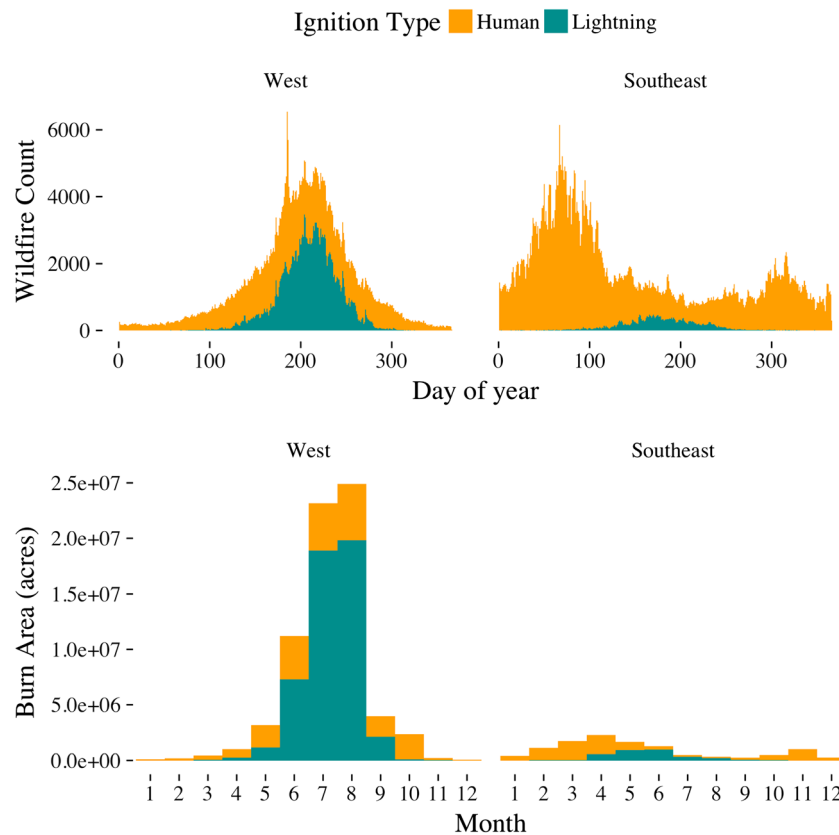 Ignition Type Human Lightning
West Southeast
Wildfire Count
6000
4000
2000
0
0 100 200 300 0 100 200 300
Day of year
West Southeast
Burn Area (acres)
2.5e+07
2.0e+07
1.5e+07
1.0e+07
5.0e+06
0.0e+00
1 2 3 4 5 6 7 8 9 10 11 12 1 2 3 4 5 6 7 8 9 10 11 12
Month